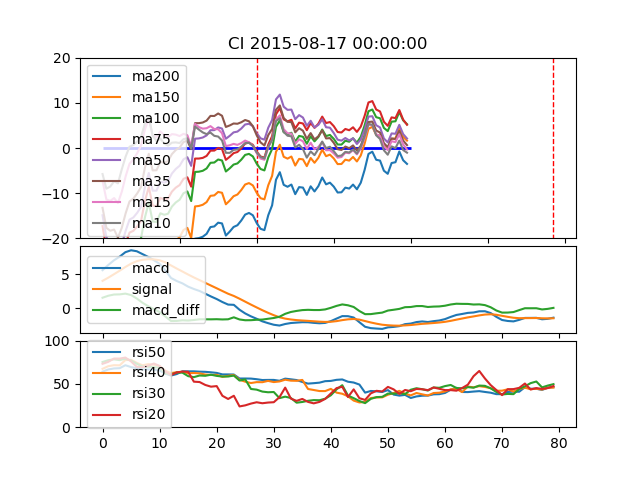 CI 2015-08-17 00:00:00
20
10
0
−10
−20
ma200
ma150
ma100
ma75
ma50
ma35
ma15
ma10
5
0
macd
signal
macd_diff
100
50
0
rsi50
rsi40
rsi30
rsi20
0 10 20 30 40 50 60 70 80